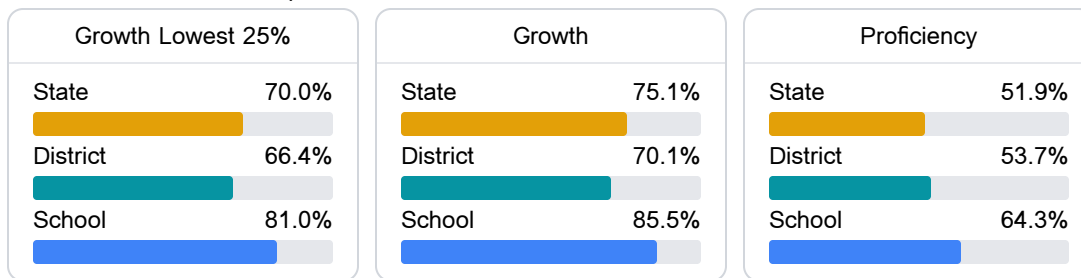 Growth Lowest 25%
State 70.0%
District 66.4%
School 81.0%
Growth
State 75.1%
District 70.1%
School 85.5%
Proficiency
State 51.9%
District 53.7%
School 64.3%